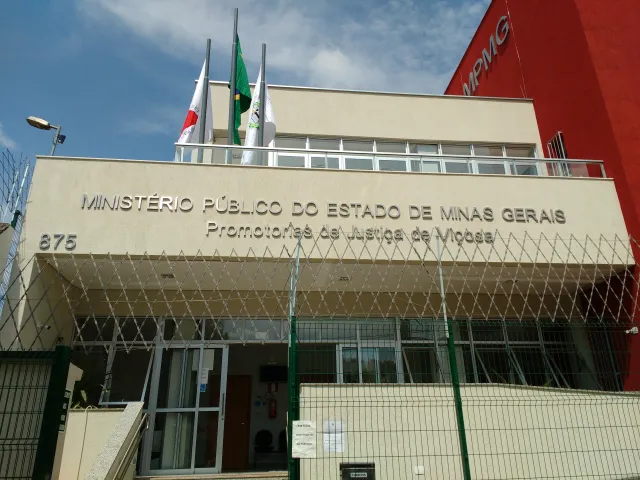 MPMG
MINISTÉRIO PÚBLICO DO ESTADO DE MINAS GERAIS
Promotorias de Justiça de Viçosa
875